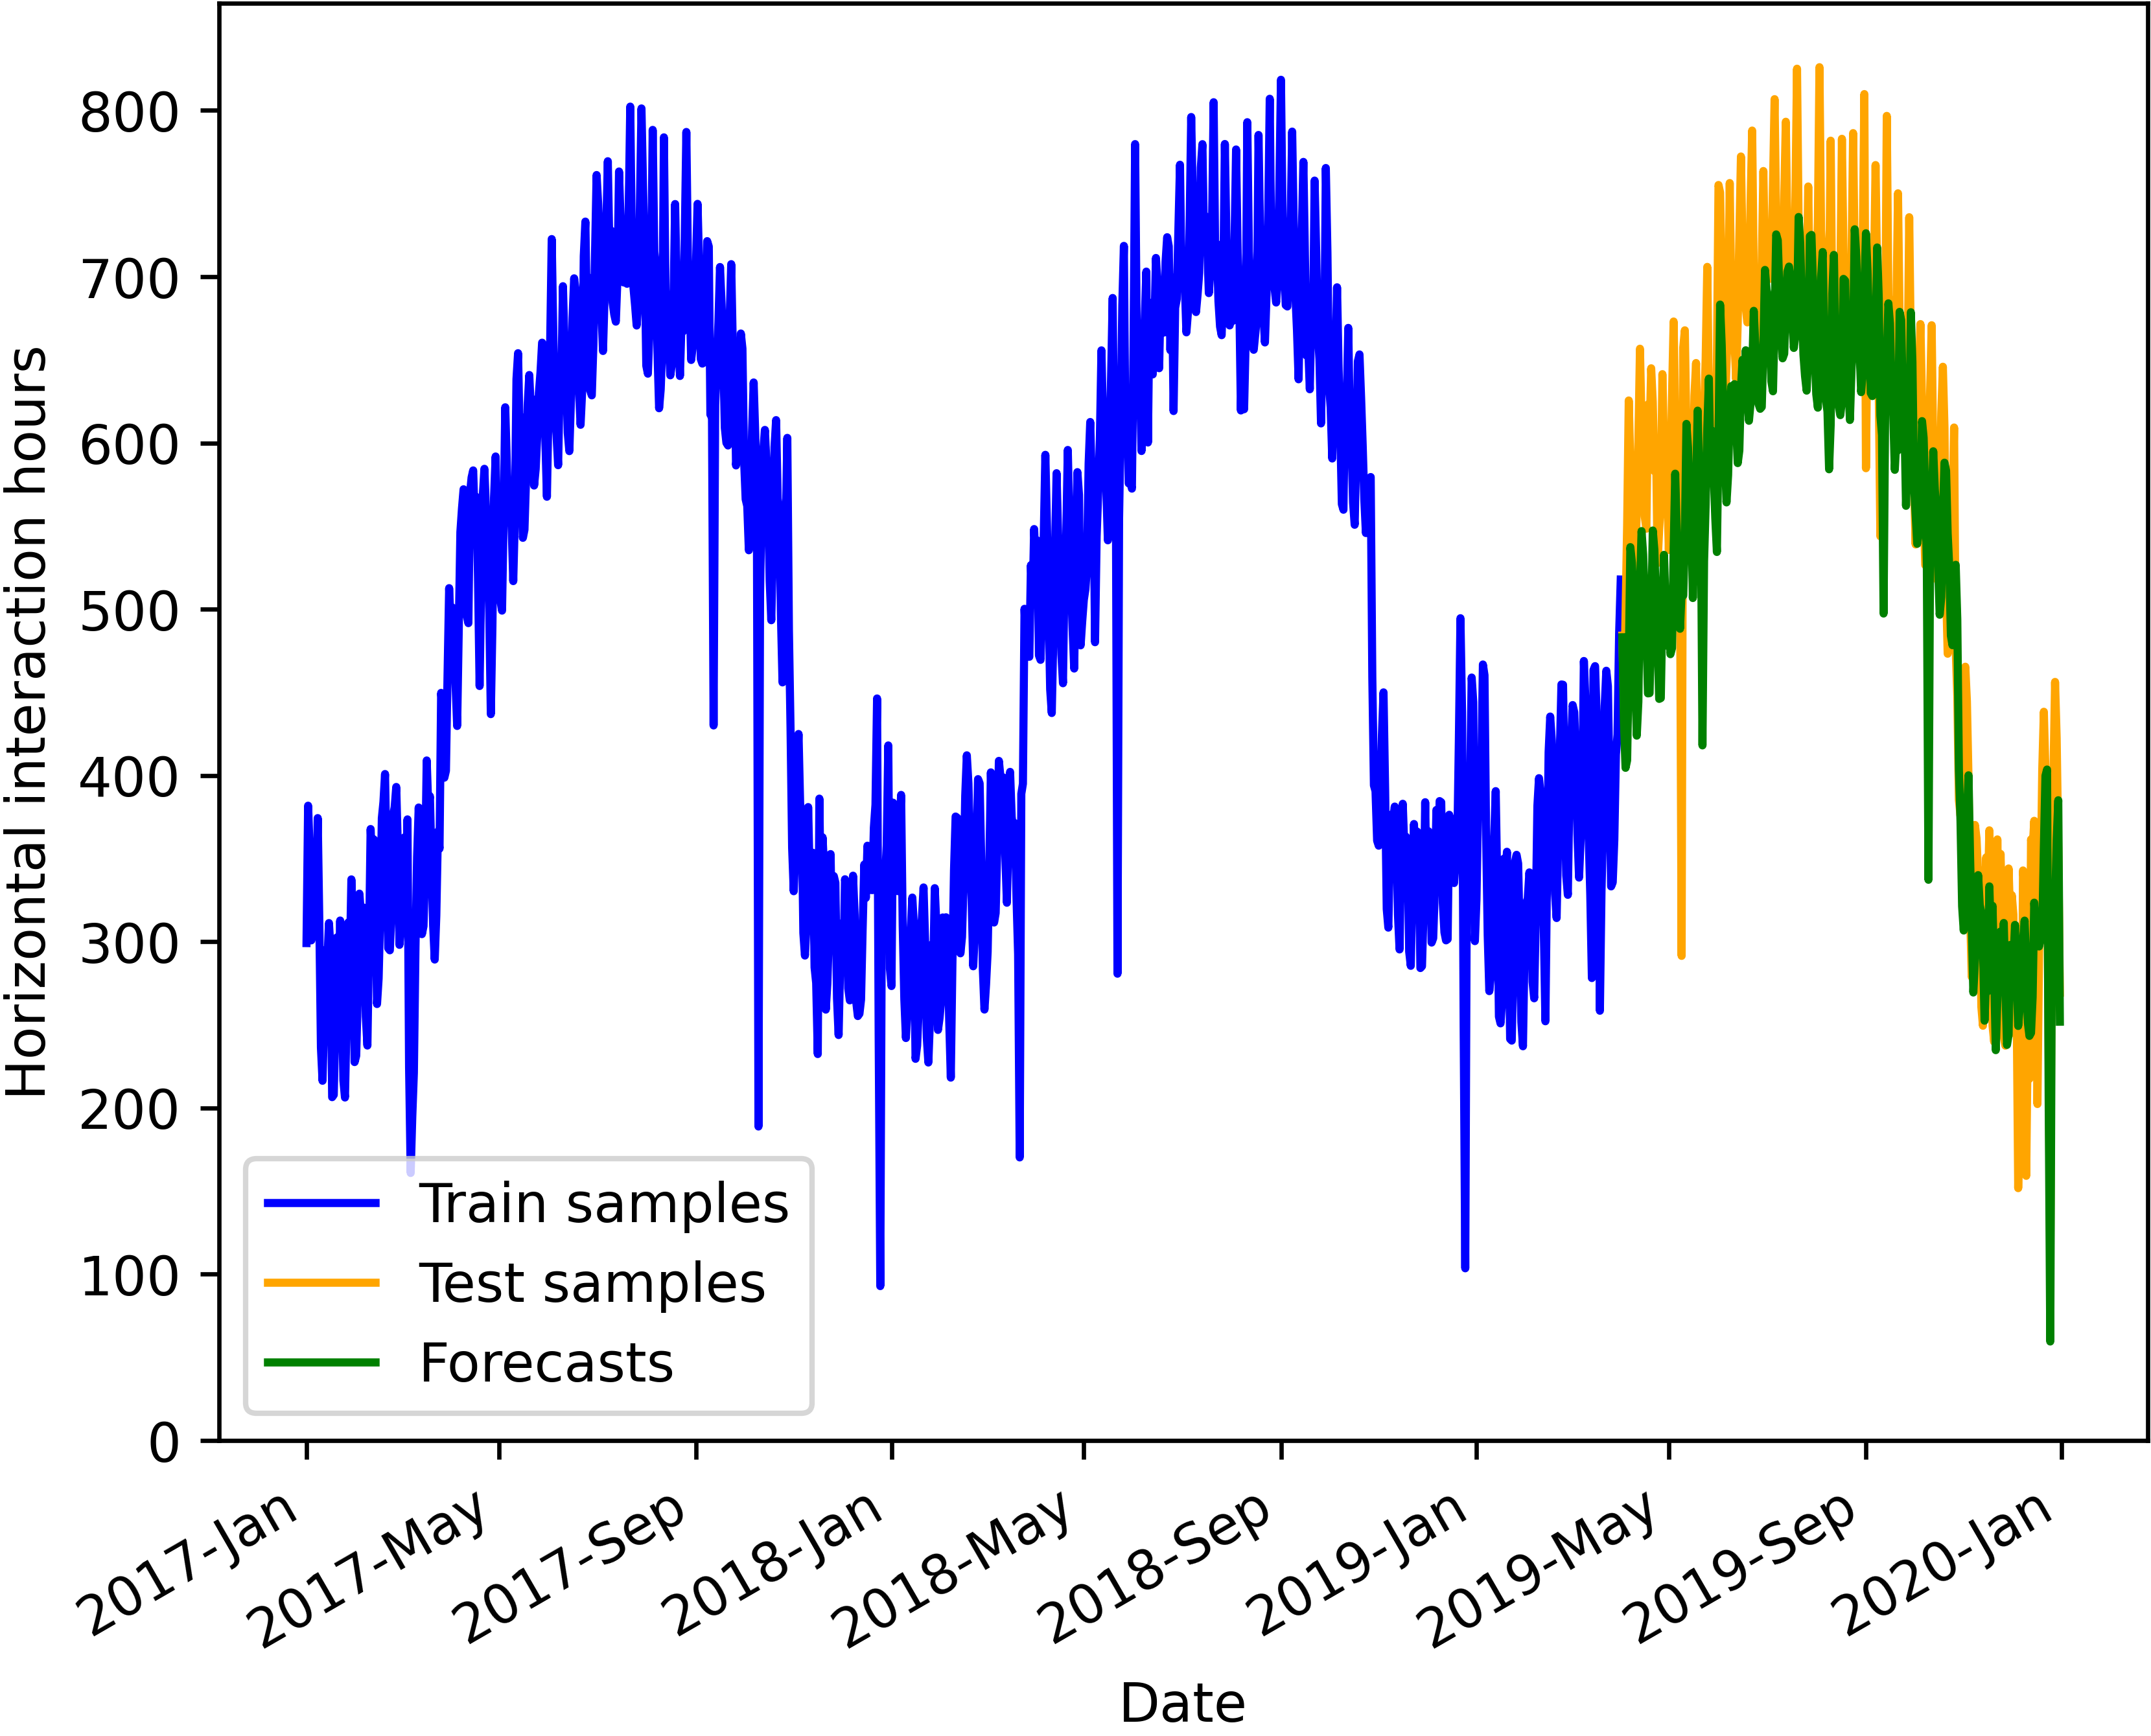 Horizontal interaction hours
800
700
600
500
400
300
200
100
0
Train samples
Test samples
Forecasts
2017-Jan
2017-May
2017-Sep
2018-Jan
2018-May
2018-Sep
2019-Jan
2019-May
2019-Sep
2020-Jan
Date